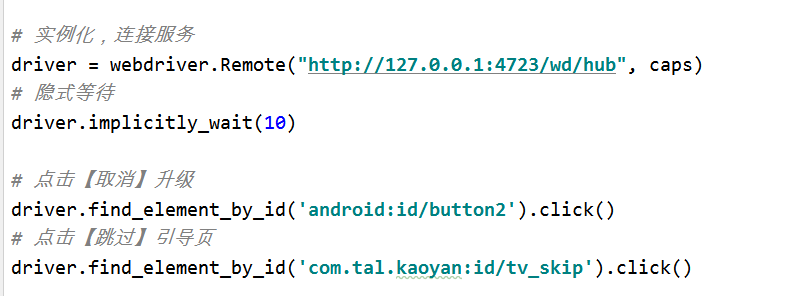 # 实例化，连接服务
driver = webdriver.Remote("http://127.0.0.1:4723/wd/hub", caps)
# 隐式等待
driver.implicitly_wait(10)
# 点击【取消】升级
driver.find_element_by_id('android:id/button2').click()
# 点击【跳过】引导页
driver.find_element_by_id('com.tal.kaoyan:id/tv_skip').click()